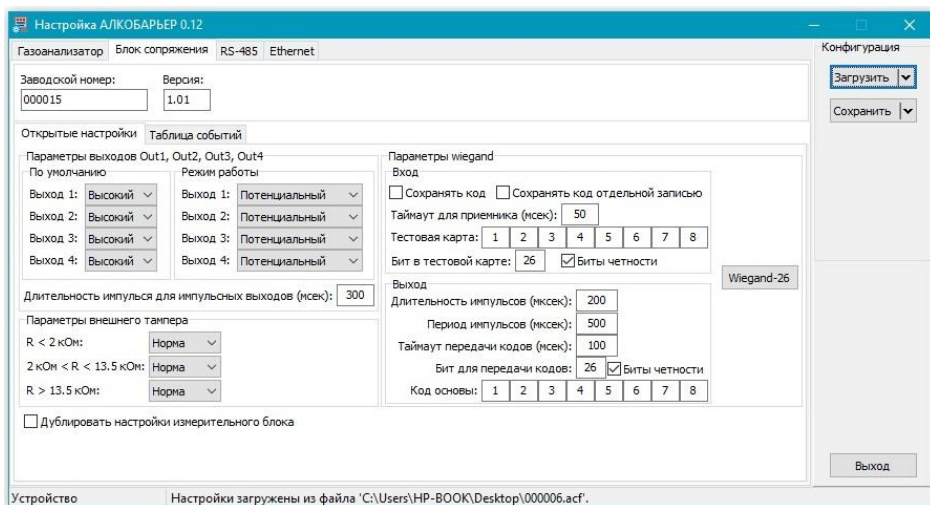 Настройка АЛКОБАРЬЕР 0.12
Газоанализатор Блок сопряжения RS-485 Ethernet
Конфигурация
Загрузить
Сохранить
Заводской номер: Версия:
000015 1.01
Открытые настройки Таблица событий
Параметры выходов Out1, Out2, Out3, Out4
По умолчанию Режим работы
Выход 1: Высокий Выход 1: Потенциальный
Выход 2: Высокий Выход 2: Потенциальный
Выход 3: Высокий Выход 3: Потенциальный
Выход 4: Высокий Выход 4: Потенциальный
Длительность импулься для импульсных выходов (мсек): 300
Параметры внешнего тампера
R < 2 кОм: Норма
2 кОм < R < 13.5 кОм: Норма
R > 13.5 кОм: Норма
Дублировать настройки измерительного блока
Параметры wiegand
Вход
Сохранять код Сохранять код отдельной записью
Таймаут для приемника (мсек): 50
Тестовая карта: 1 2 3 4 5 6 7 8
Бит в тестовой карте: 26 Биты четности
Выход
Длительность импульсов (мксек): 200
Период импульсов (мксек): 500
Таймаут передачи кодов (мсек): 100
Бит для передачи кодов: 26 Биты четности
Код основы: 1 2 3 4 5 6 7 8
Wiegand-26
Выход
Устройство Настройки загружены из файла 'C:\Users\HP-BOOK\Desktop\000006.acf'.